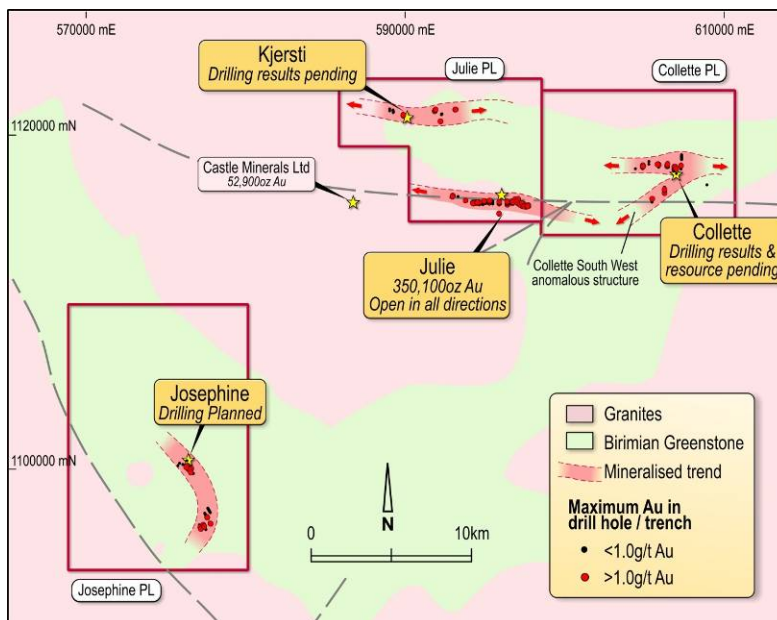 570000 mE
590000 mE
610000 mE
Kjersti
Drilling results pending
Julie PL
Collette PL
1120000 mN
Castle Minerals Ltd
52,900oz Au
Julie
350,100oz Au
Open in all directions
Collette South West
anomalous structure
Collette
Drilling results &
resource pending
Josephine
Drilling Planned
1100000 mN
Josephine PL
N
0
10km
Granites
Birimian Greenstone
Mineralised trend
Maximum Au in
drill hole / trench
<1.0g/t Au
>1.0g/t Au